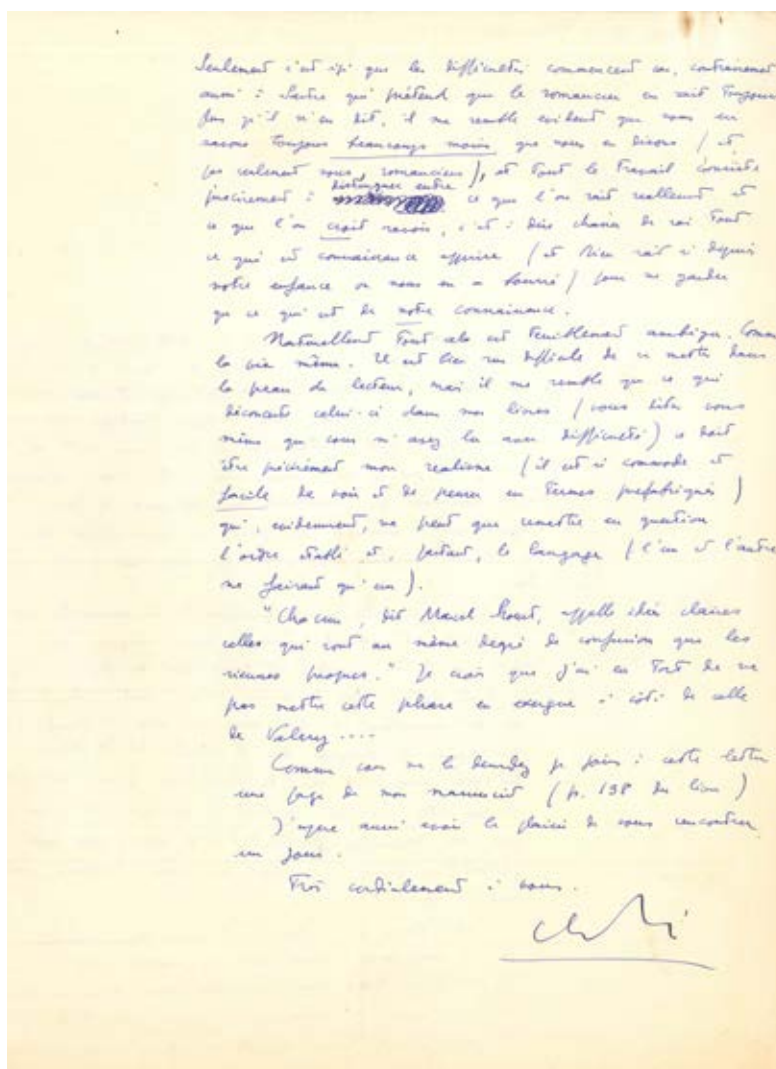 Seulement c'est ici que les difficultés commencent car, contrairement
aussi à Sartre qui prétend que le romancier en sait toujours
plus qu'il n'en dit, il me semble évident que nous en
savons toujours beaucoup moins que nous en disons (et
pas seulement nous, romanciers), et tout le travail consiste
précisément à distinguer entre ce que l'on sait réellement et
ce que l'on croit savoir, c'est à dire chasser de soi tout
ce qui est connaissance apprise (et Dieu sait si depuis
notre enfance on nous en a bourré) pour ne garder
que ce qui est de notre connaissance.
Naturellement tout cela est terriblement ambigu. Comme
la vie même. Il est bien sûr difficile de se mettre dans
la peau du lecteur, mais il me semble que ce qui
déconcerte celui-ci dans mes livres (vous dites vous
même que vous m'avez lu avec difficulté) ce doit
être précisément mon réalisme (il est si commode et
facile de voir et de penser en termes préfabriqués)
qui, évidemment, ne peut que remettre en question
l'ordre établi et, partant, le langage (l'un et l'autre
ne faisant qu'un).
"Chacun, dit Marcel Proust, appelle idées claires
celles qui sont au même degré de confusion que les
siennes propres." Je crois que j'ai eu tort de ne
pas mettre cette phrase en exergue à côté de celle
de Valéry ....
Comme vous me le demandez je joins à cette lettre
une page de mon manuscrit (p. 138 du livre)
J'espère aussi avoir le plaisir de vous rencontrer
un jour.
Très cordialement à vous.